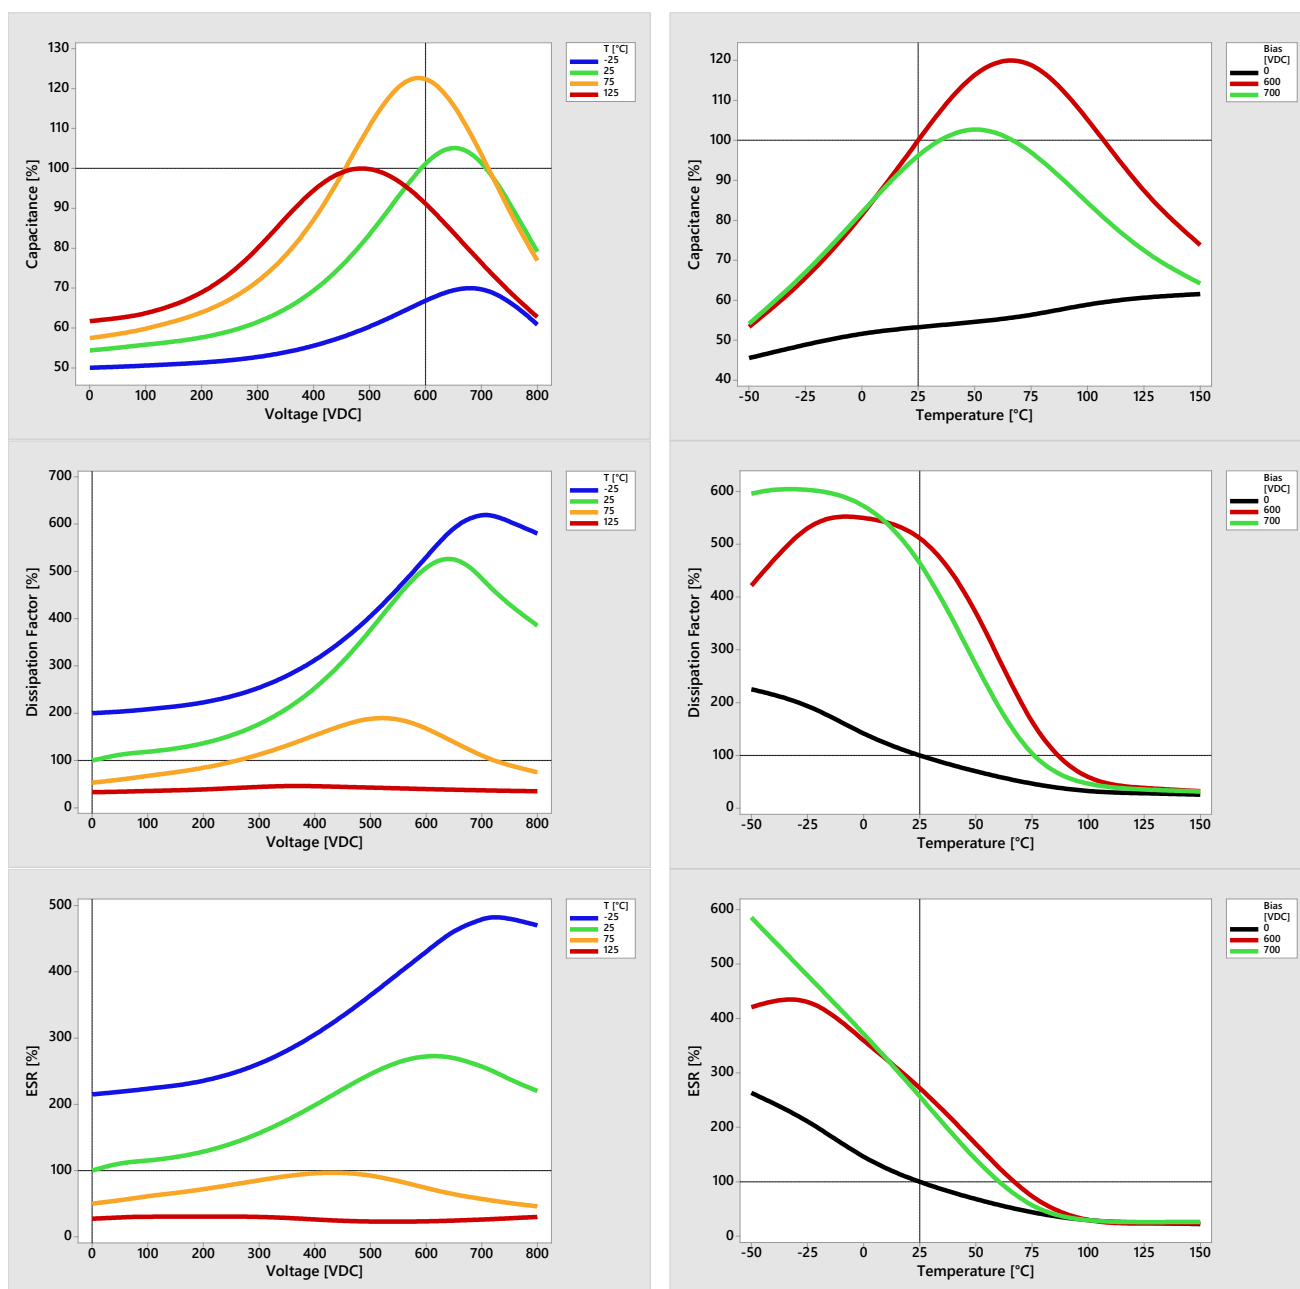 130
120
110
100
90
80
70
60
50
Capacitance [%]
0 100 200 300 400 500 600 700 800
Voltage [VDC]
T [°C]
-25
25
75
125
120
110
100
90
80
70
60
50
40
Capacitance [%]
-50 -25 0 25 50 75 100 125 150
Temperature [°C]
Bias
[VDC]
0
600
700
700
600
500
400
300
200
100
0
Dissipation Factor [%]
0 100 200 300 400 500 600 700 800
Voltage [VDC]
T [°C]
-25
25
75
125
600
500
400
300
200
100
0
Dissipation Factor [%]
-50 -25 0 25 50 75 100 125 150
Temperature [°C]
Bias
[VDC]
0
600
700
500
400
300
200
100
0
ESR [%]
0 100 200 300 400 500 600 700 800
Voltage [VDC]
T [°C]
-25
25
75
125
600
500
400
300
200
100
0
ESR [%]
-50 -25 0 25 50 75 100 125 150
Temperature [°C]
Bias
[VDC]
0
600
700